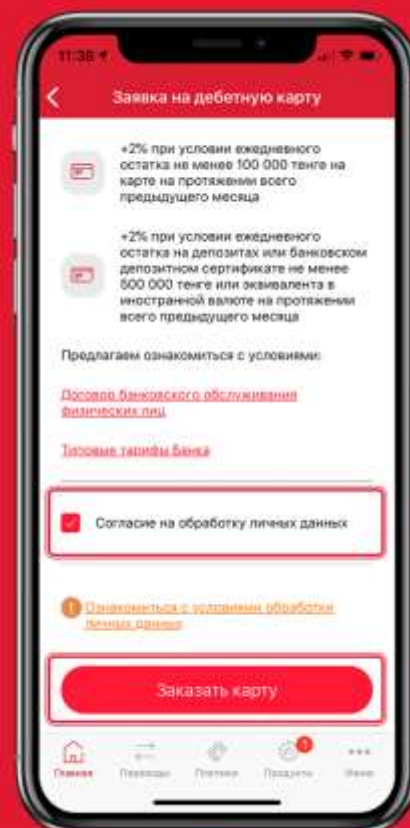 11:38
Заявка на дебетную карту
+2% при условии ежедневного
остатка не менее 100 000 тенге на
карте на протяжении всего
предыдущего месяца
+2% при условии ежедневного
остатка на депозитах или банковском
депозитном сертификате не менее
500 000 тенге или эквивалента в
иностранной валюте на протяжении
всего предыдущего месяца
Предлагаем ознакомиться с условиями:
Договор банковского обслуживания
физических лиц
Типовые тарифы Банка
Согласие на обработку личных данных
Ознакомиться с условиями обработки
личных данных
Заказать карту
1
Главная Переводы Платежи Продукты Меню